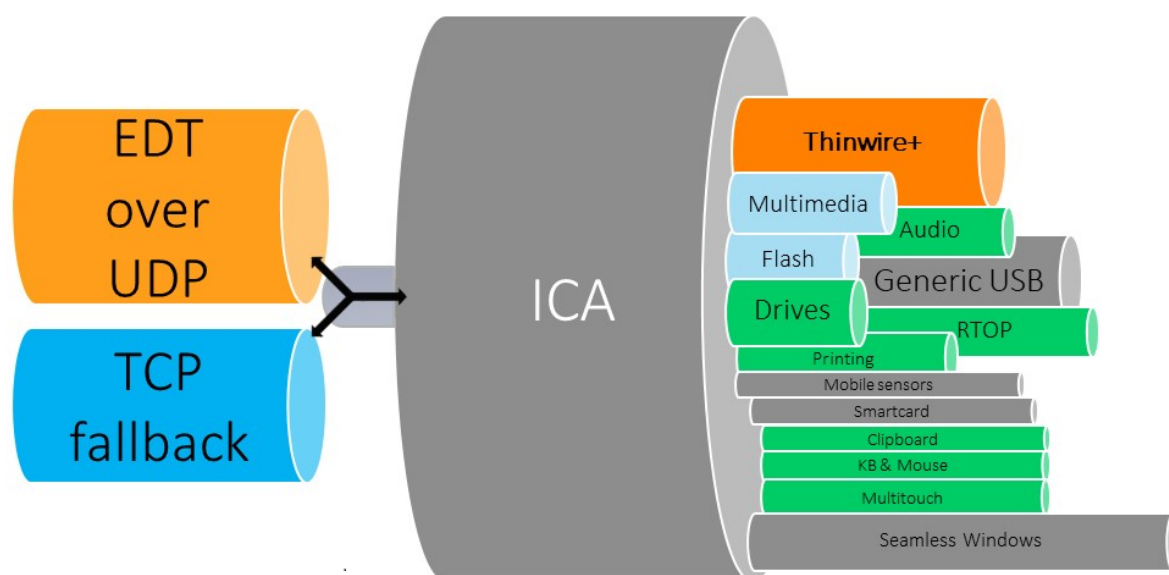 EDT
over
UDP
TCP
fallback
ICA
Thinwire+
Multimedia
Audio
Flash
Generic USB
Drives
RTOP
Printing
Mobile sensors
Smartcard
Clipboard
KB & Mouse
Multitouch
Seamless Windows